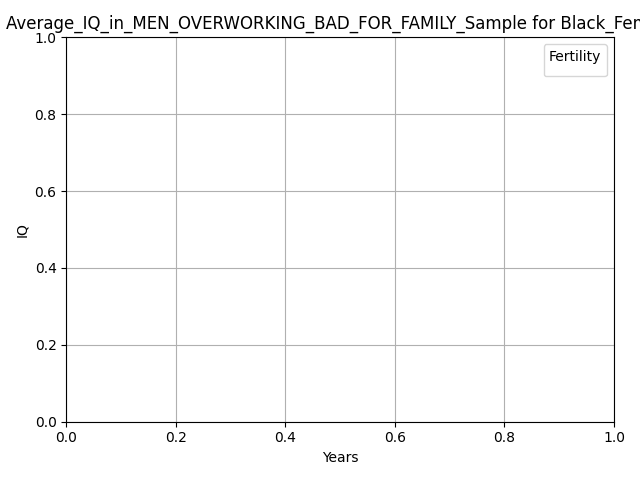 Average_IQ_in_MEN_OVERWORKING_BAD_FOR_FAMILY_Sample for Black_Fem
Fertility
1.0
0.8
0.6
0.4
0.2
0.0
IQ
0.0 0.2 0.4 0.6 0.8 1.0
Years